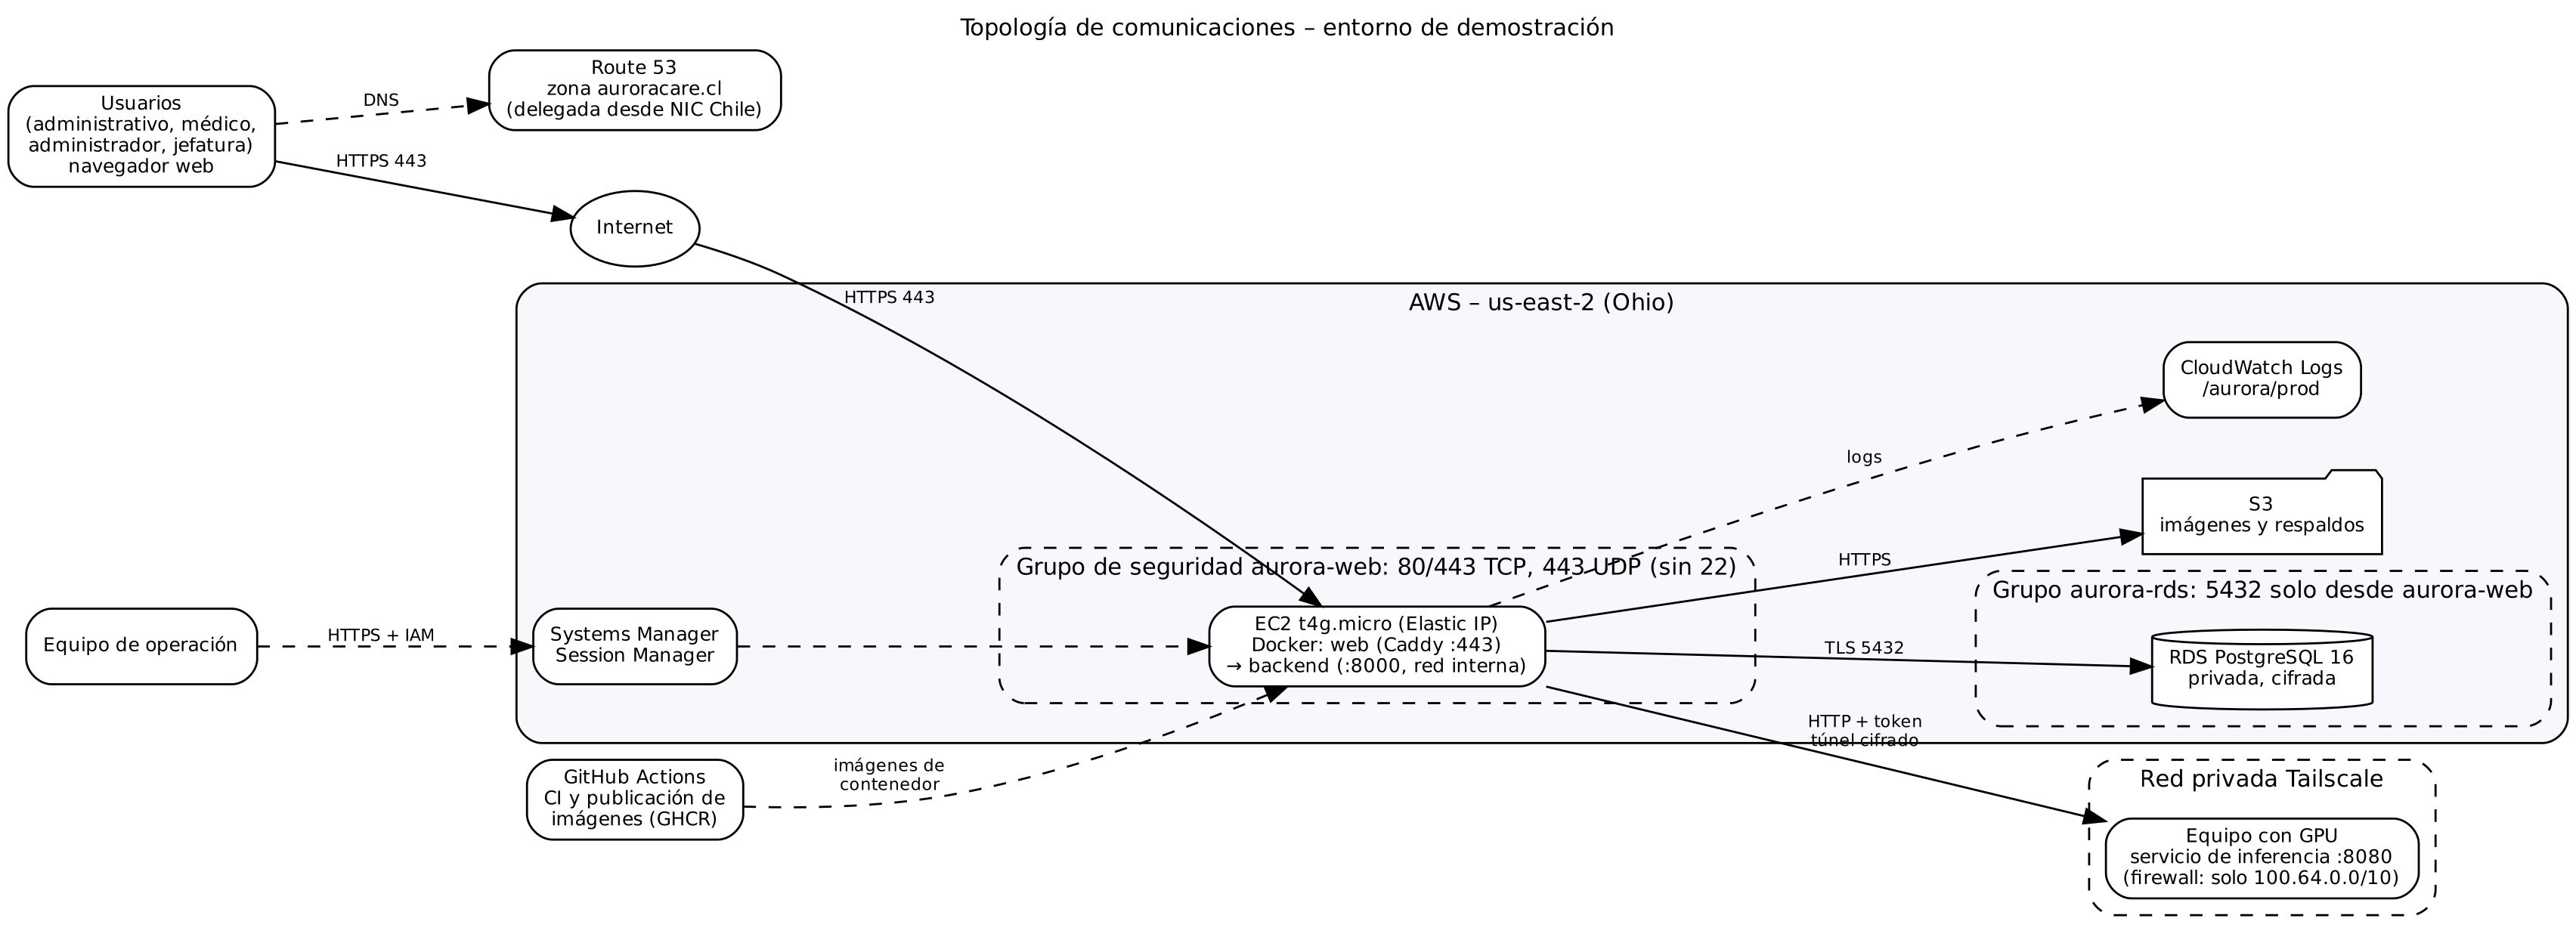 Topología de comunicaciones – entorno de demostración
Usuarios
(administrativo, médico,
administrador, jefatura)
navegador web
DNS
Route 53
zona auroracare.cl
(delegada desde NIC Chile)
HTTPS 443
Internet
HTTPS 443
AWS – us-east-2 (Ohio)
CloudWatch Logs
/aurora/prod
logs
S3
imágenes y respaldos
HTTPS
Grupo de seguridad aurora-web: 80/443 TCP, 443 UDP (sin 22)
Grupo aurora-rds: 5432 solo desde aurora-web
Equipo de operación
HTTPS + IAM
Systems Manager
Session Manager
EC2 t4g.micro (Elastic IP)
Docker: web (Caddy :443)
→ backend (:8000, red interna)
TLS 5432
RDS PostgreSQL 16
privada, cifrada
HTTP + token
túnel cifrado
GitHub Actions
CI y publicación de
imágenes (GHCR)
imágenes de
contenedor
Red privada Tailscale
Equipo con GPU
servicio de inferencia :8080
(firewall: solo 100.64.0.0/10)